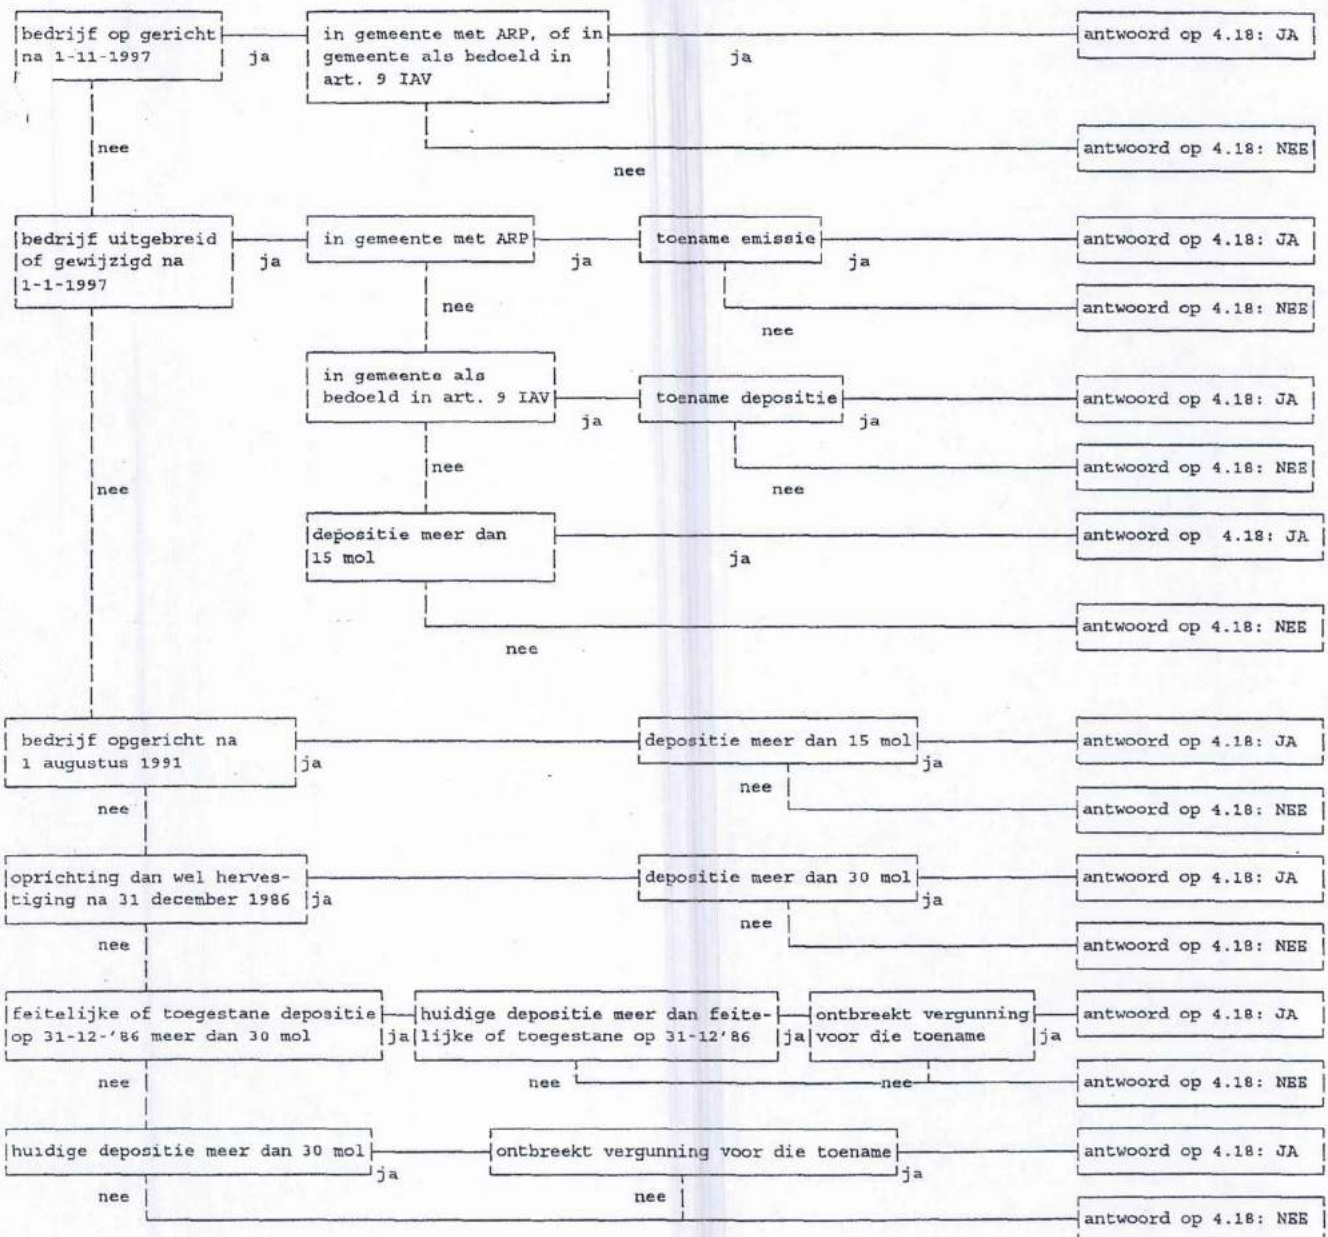 bedrijf op gericht
na 1-11-1997
ja
in gemeente met ARP, of in
gemeente als bedoeld in
art. 9 IAV
ja
antwoord op 4.18: JA
nee
nee
antwoord op 4.18: NEE
bedrijf uitgebreid
of gewijzigd na
1-1-1997
ja
in gemeente met ARP
ja
toename emissie
ja
antwoord op 4.18: JA
nee
nee
antwoord op 4.18: NEE
in gemeente als
bedoeld in art. 9 IAV
ja
toename depositie
ja
antwoord op 4.18: JA
nee
nee
antwoord op 4.18: NEE
nee
depositie meer dan
15 mol
ja
antwoord op 4.18: JA
nee
antwoord op 4.18: NEE
bedrijf opgericht na
1 augustus 1991
ja
depositie meer dan 15 mol
ja
antwoord op 4.18: JA
nee
nee
antwoord op 4.18: NEE
oprichting dan wel herves-
tiging na 31 december 1986
ja
depositie meer dan 30 mol
ja
antwoord op 4.18: JA
nee
nee
antwoord op 4.18: NEE
feitelijke of toegestane depositie
op 31-12-'86 meer dan 30 mol
ja
huidige depositie meer dan feite-
lijke of toegestane op 31-12'86
ja
ontbreekt vergunning
voor die toename
ja
antwoord op 4.18: JA
nee
nee
nee
antwoord op 4.18: NEE
huidige depositie meer dan 30 mol
ja
ontbreekt vergunning voor die toename
ja
antwoord op 4.18: JA
nee
nee
antwoord op 4.18: NEE